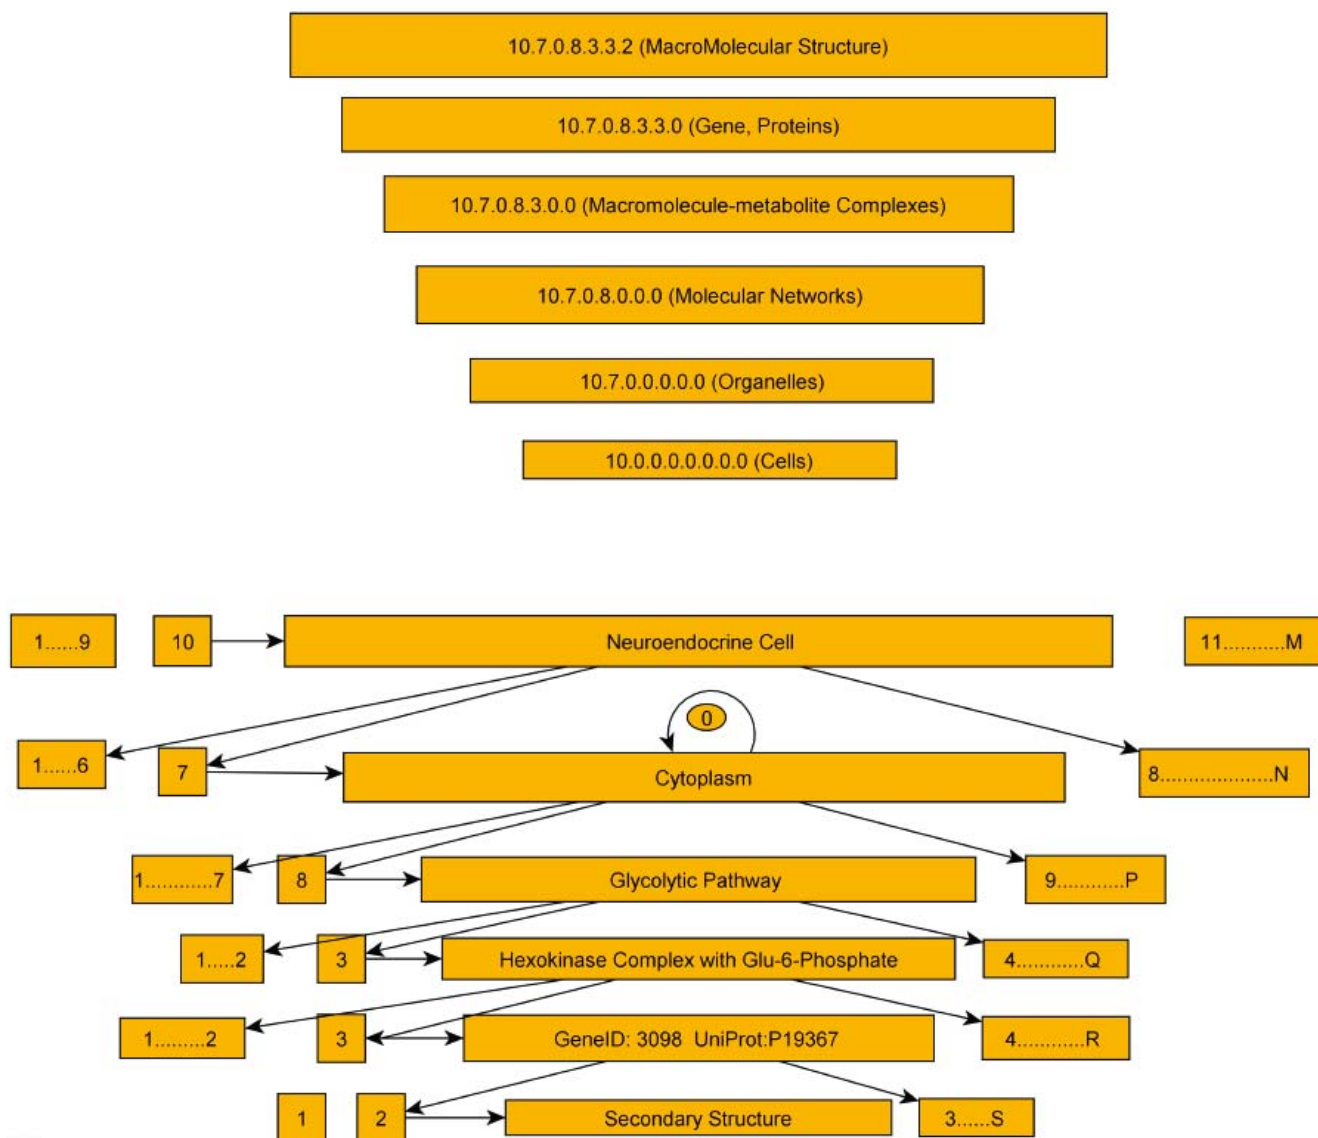 10.7.0.8.3.3.2 (MacroMolecular Structure)
10.7.0.8.3.3.0 (Gene, Proteins)
10.7.0.8.3.0.0 (Macromolecule-metabolite Complexes)
10.7.0.8.0.0.0 (Molecular Networks)
10.7.0.0.0.0.0 (Organelles)
10.0.0.0.0.0.0.0 (Cells)
1......9 10 Neuroendocrine Cell 11...........M
0
1......6 7 Cytoplasm 8....................N
1............7 8 Glycolytic Pathway 9............P
1.....2 3 Hexokinase Complex with Glu-6-Phosphate 4............Q
1.........2 3 GeneID: 3098 UniProt:P19367 4............R
1 2 Secondary Structure 3......S